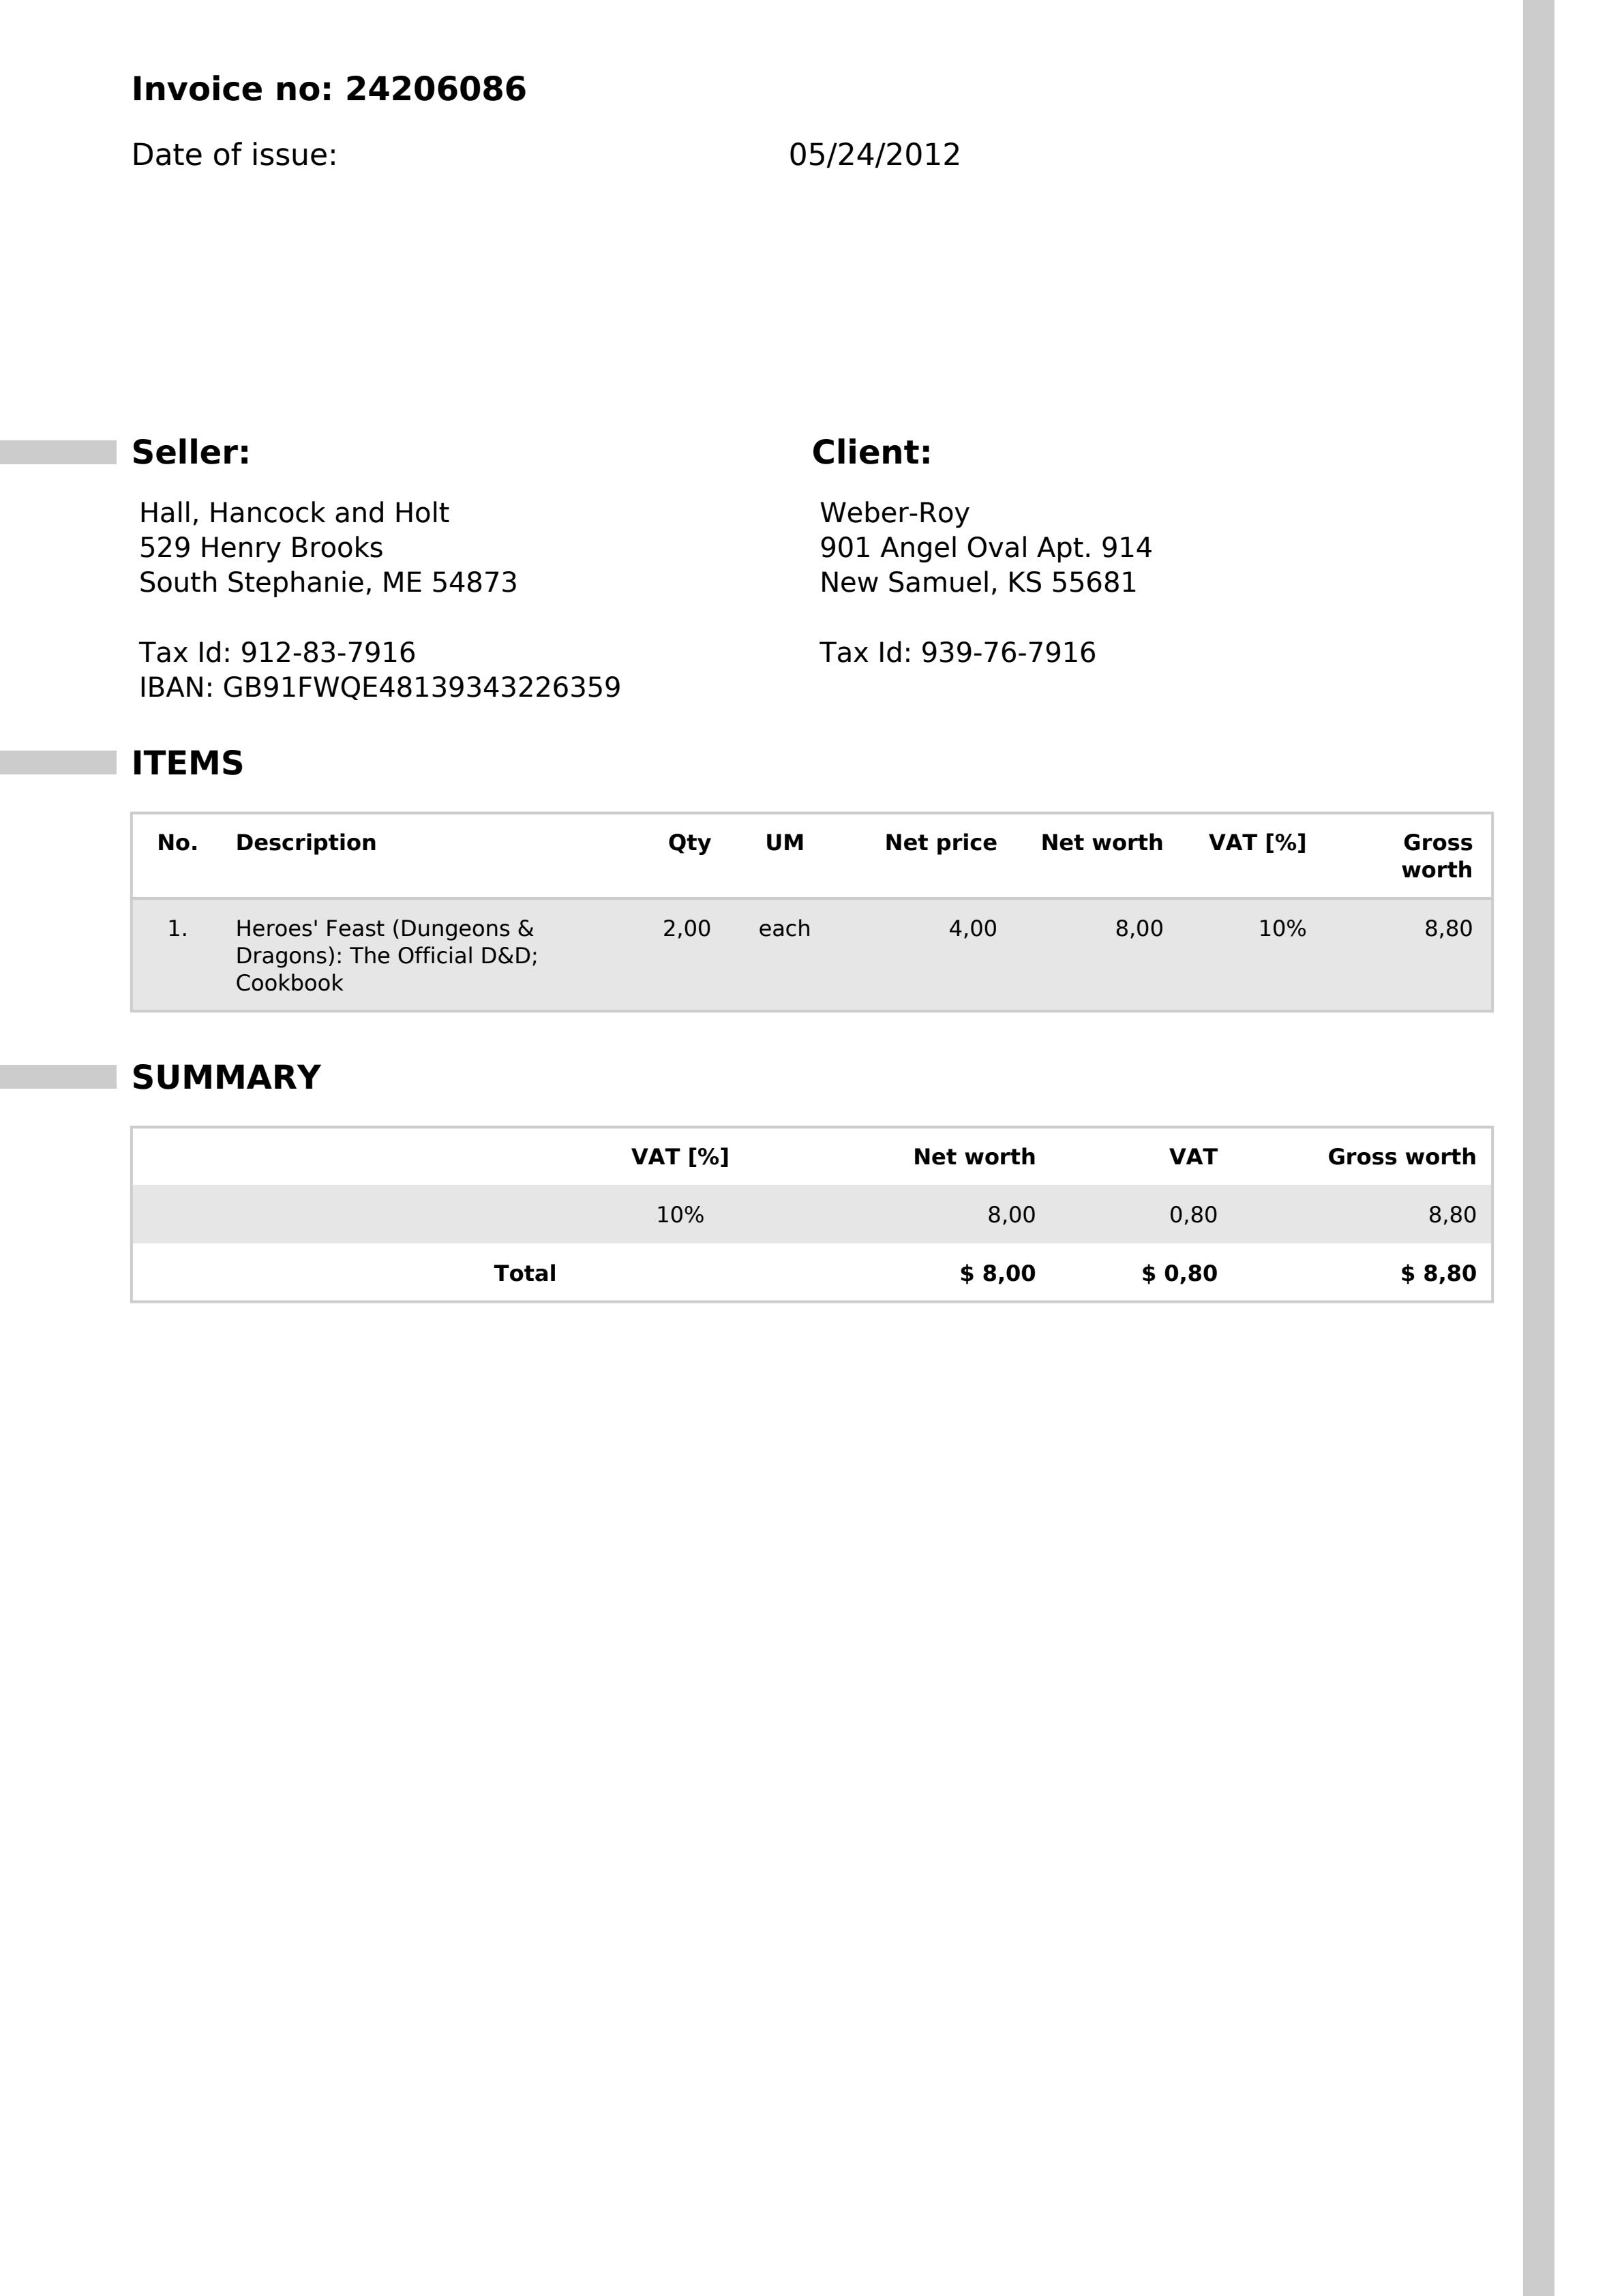 Invoice no: 24206086
Date of issue: 05/24/2012
Seller:
Hall, Hancock and Holt
529 Henry Brooks
South Stephanie, ME 54873
Tax Id: 912-83-7916
IBAN: GB91FWQE48139343226359
Client:
Weber-Roy
901 Angel Oval Apt. 914
New Samuel, KS 55681
Tax Id: 939-76-7916
ITEMS
No. Description Qty UM Net price Net worth VAT [%] Gross
worth
1. Heroes' Feast (Dungeons & 2,00 each 4,00 8,00 10% 8,80
Dragons): The Official D&D;
Cookbook
SUMMARY
VAT [%] Net worth VAT Gross worth
10% 8,00 0,80 8,80
Total $ 8,00 $ 0,80 $ 8,80